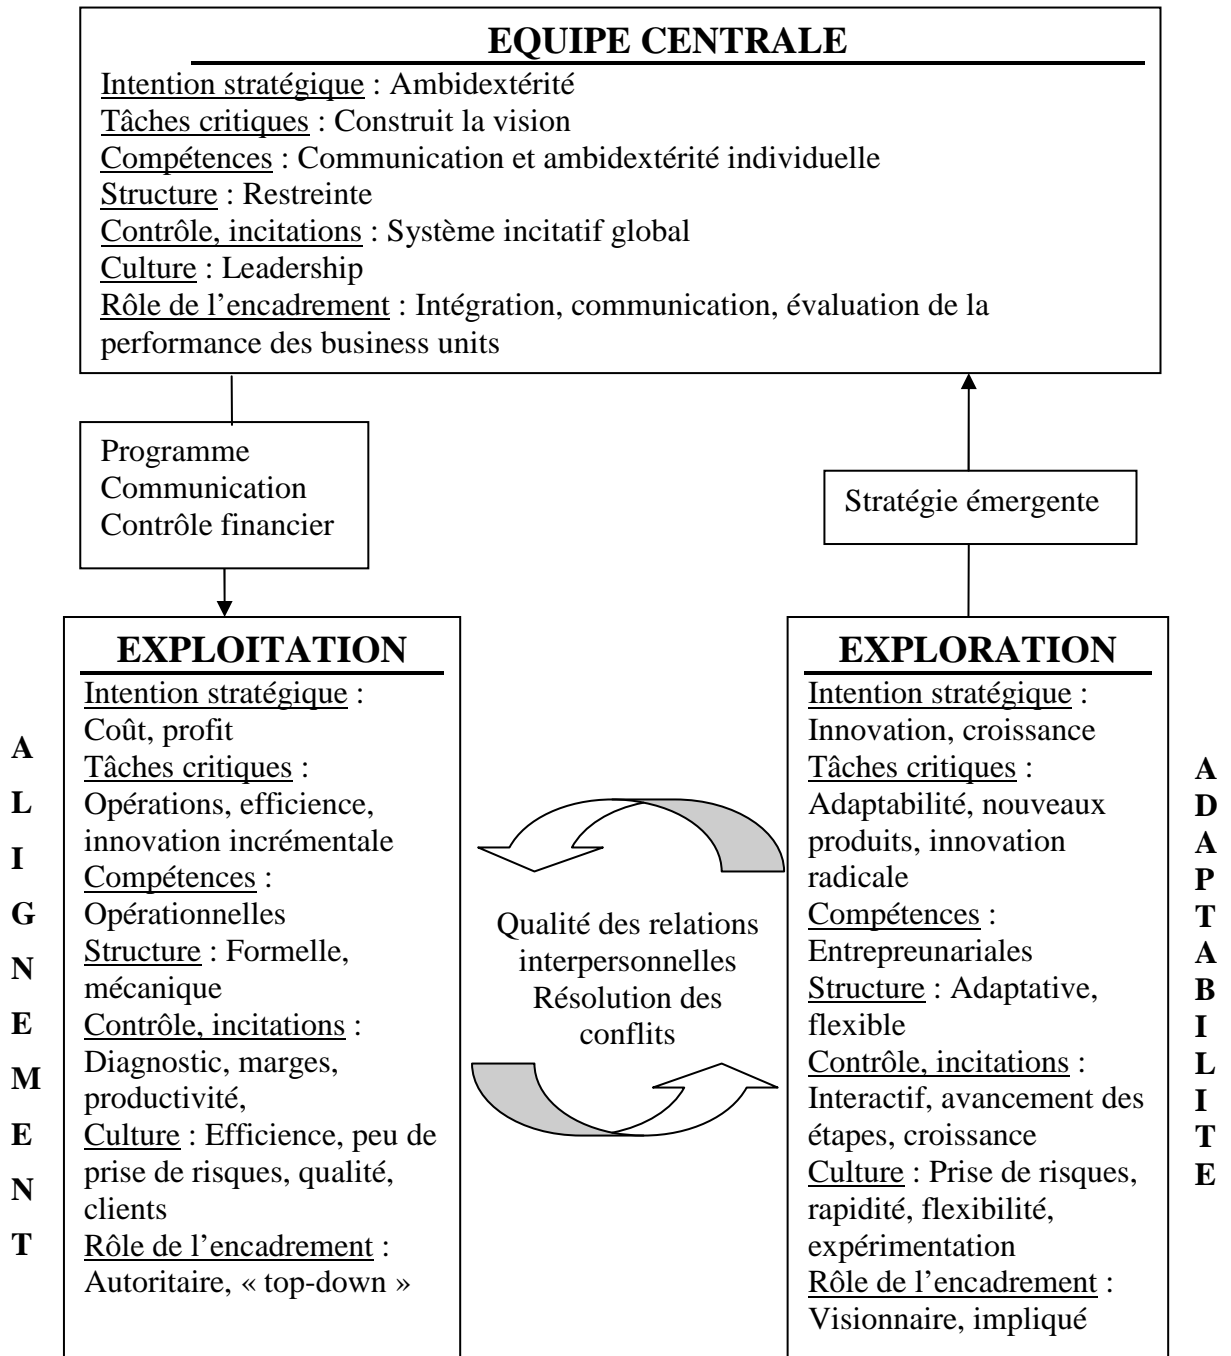 EQUIPE CENTRALE
Intention stratégique : Ambidextérité
Tâches critiques : Construit la vision
Compétences : Communication et ambidextérité individuelle
Structure : Restreinte
Contrôle, incitations : Système incitatif global
Culture : Leadership
Rôle de l’encadrement : Intégration, communication, évaluation de la
performance des business units
Programme
Communication
Contrôle financier
Stratégie émergente
ALIGNEMENT
EXPLOITATION
Intention stratégique :
Coût, profit
Tâches critiques :
Opérations, efficience,
innovation incrémentale
Compétences :
Opérationnelles
Structure : Formelle,
mécanique
Contrôle, incitations :
Diagnostic, marges,
productivité,
Culture : Efficience, peu de
prise de risques, qualité,
clients
Rôle de l’encadrement :
Autoritaire, « top-down »
Qualité des relations
interpersonnelles
Résolution des
conflits
EXPLORATION
Intention stratégique :
Innovation, croissance
Tâches critiques :
Adaptabilité, nouveaux
produits, innovation
radicale
Compétences :
Entrepreunariales
Structure : Adaptative,
flexible
Contrôle, incitations :
Interactif, avancement des
étapes, croissance
Culture : Prise de risques,
rapidité, flexibilité,
expérimentation
Rôle de l’encadrement :
Visionnaire, impliqué
ADAPTABILITE